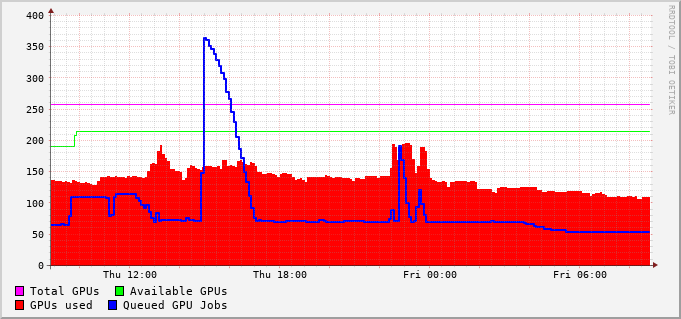 400
350
300
250
200
150
100
50
0
Thu 12:00 Thu 18:00 Fri 00:00 Fri 06:00
Total GPUs Available GPUs
GPUs used Queued GPU Jobs
RRDTOOL / TOBI OETIKER